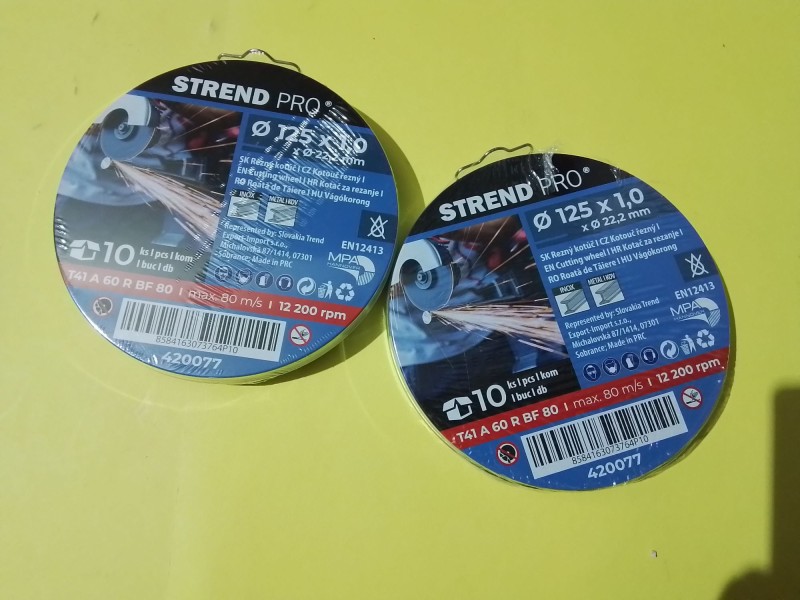 STREND PRO®
Ø 125 x 1,0
x Ø 22,2 mm
SK Rezný kotúč I CZ Kotouč řezný I
EN Cutting wheel I HR Kotač za rezanje I
RO Roată de Tăiere I HU Vágókorong
INOX
METAL I KOV
Represented by: Slovakia Trend
Export-Import s.r.o.,
Michalovská 87/1414, 07301
Sobrance; Made in PRC
EN12413
MPA
HANNOVER
10 ks I pcs I kom
I buc I db
T41 A 60 R BF 80 I max. 80 m/s I 12 200 rpm
8584163073764P10
420077
STREND PRO®
Ø 125 x 1,0
x Ø 22,2 mm
SK Rezný kotúč I CZ Kotouč řezný I
EN Cutting wheel I HR Kotač za rezanje I
RO Roată de Tăiere I HU Vágókorong
INOX
METAL I KOV
Represented by: Slovakia Trend
Export-Import s.r.o.,
Michalovská 87/1414, 07301
Sobrance; Made in PRC
EN12413
MPA
10 ks I pcs I kom
I buc I db
T41 A 60 R BF 80 I max. 80 m/s I 12 200 rpm
8584163073764P10
420077